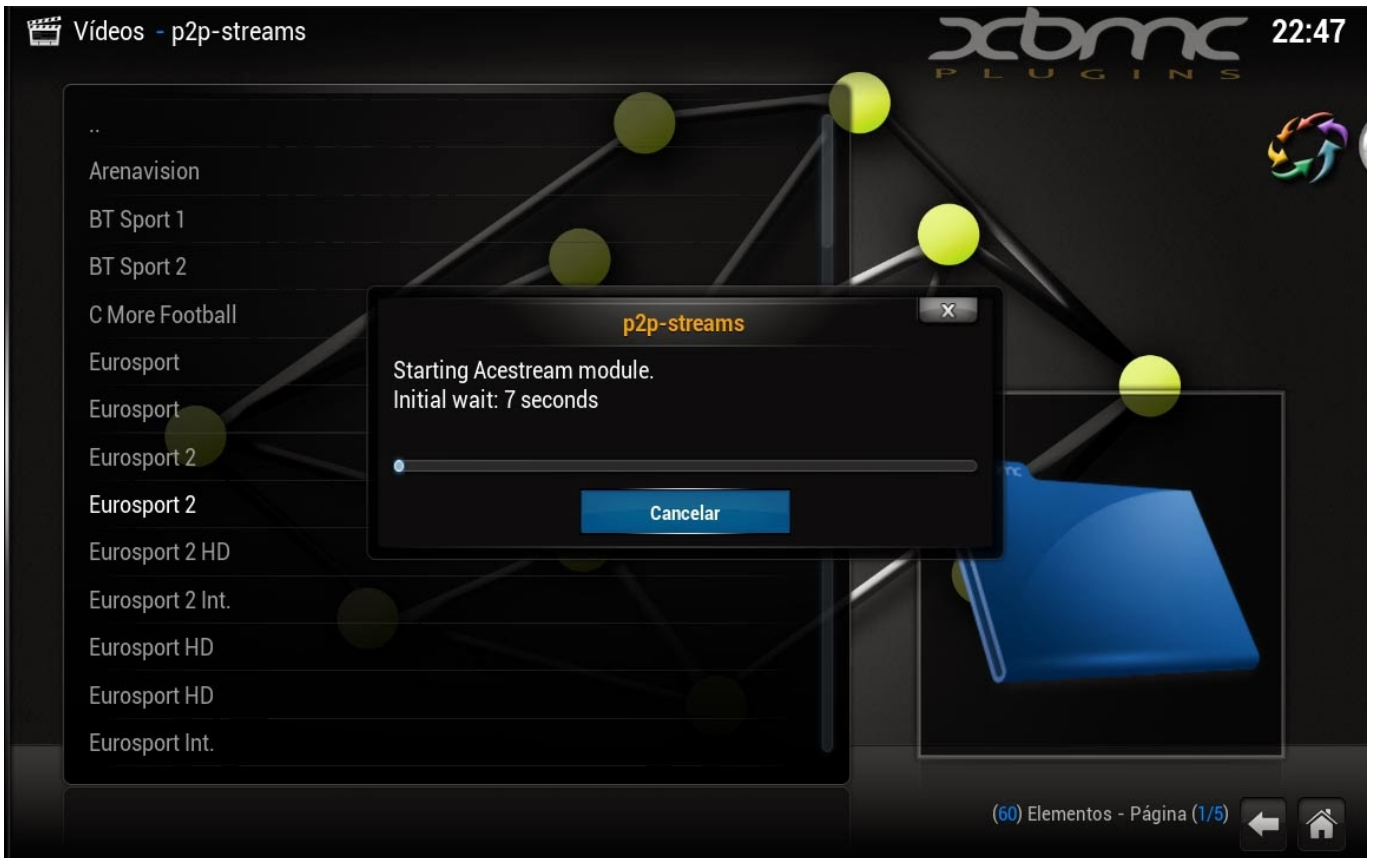 Vídeos - p2p-streams
xbmc
PLUGINS
22:47
..
Arenavision
BT Sport 1
BT Sport 2
C More Football
Eurosport
Eurosport
Eurosport 2
Eurosport 2
Eurosport 2 HD
Eurosport 2 Int.
Eurosport HD
Eurosport HD
Eurosport Int.
p2p-streams
X
Starting Acestream module.
Initial wait: 7 seconds
Cancelar
mc
(60) Elementos - Página (1/5)